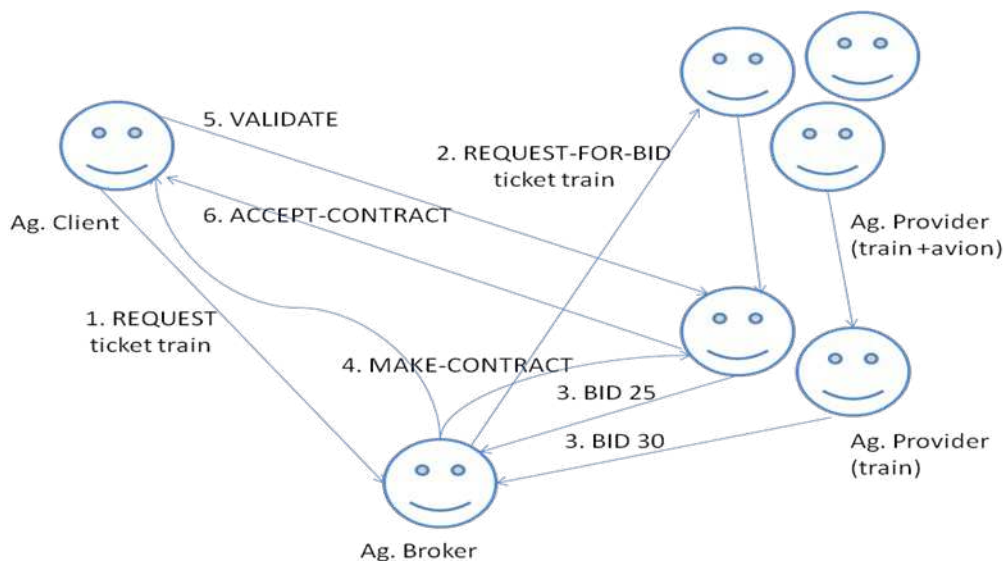 5. VALIDATE
2. REQUEST-FOR-BID
ticket train
Ag. Client
6. ACCEPT-CONTRACT
Ag. Provider
(train +avion)
1. REQUEST
ticket train
4. MAKE-CONTRACT
3. BID 25
3. BID 30
Ag. Provider
(train)
Ag. Broker